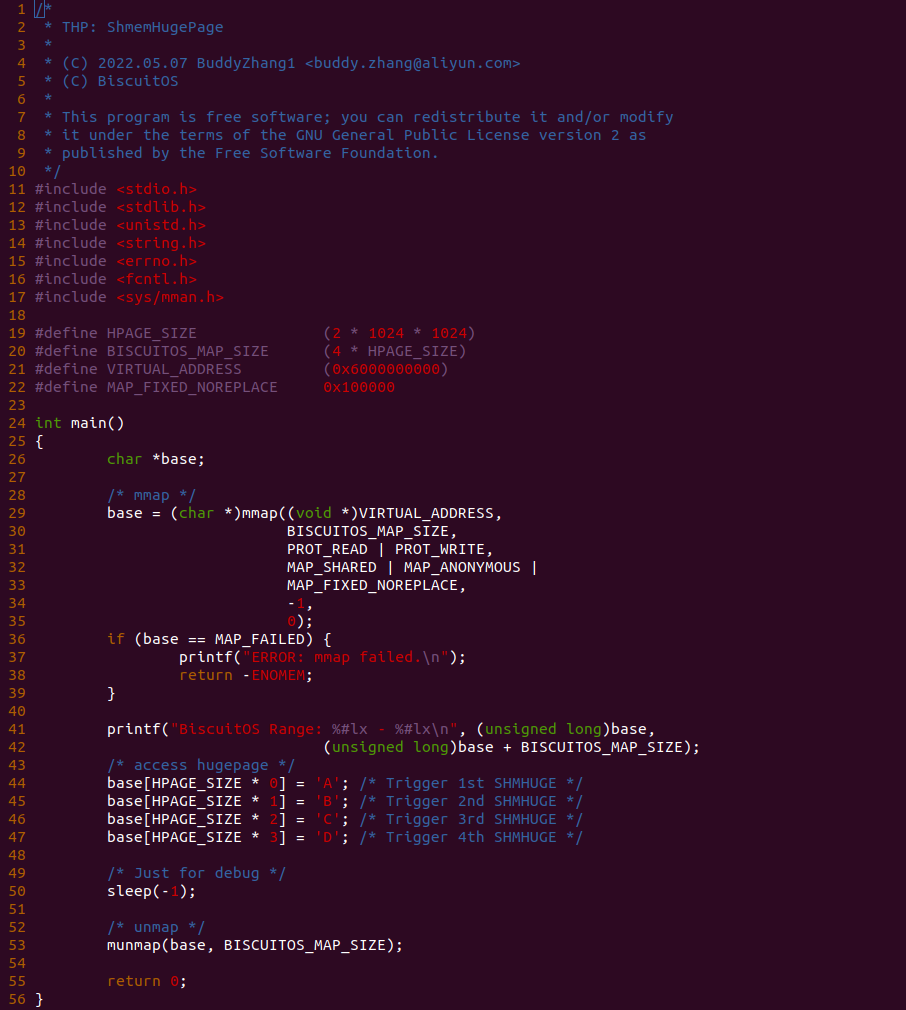 1 /*
2  * THP: ShmemHugePage
3  *
4  * (C) 2022.05.07 BuddyZhang1 <buddy.zhang@aliyun.com>
5  * (C) BiscuitOS
6  *
7  * This program is free software; you can redistribute it and/or modify
8  * it under the terms of the GNU General Public License version 2 as
9  * published by the Free Software Foundation.
10  */
11 #include <stdio.h>
12 #include <stdlib.h>
13 #include <unistd.h>
14 #include <string.h>
15 #include <errno.h>
16 #include <fcntl.h>
17 #include <sys/mman.h>
18
19 #define HPAGE_SIZE              (2 * 1024 * 1024)
20 #define BISCUITOS_MAP_SIZE      (4 * HPAGE_SIZE)
21 #define VIRTUAL_ADDRESS         (0x6000000000)
22 #define MAP_FIXED_NOREPLACE     0x100000
23
24 int main()
25 {
26         char *base;
27
28         /* mmap */
29         base = (char *)mmap((void *)VIRTUAL_ADDRESS,
30                             BISCUITOS_MAP_SIZE,
31                             PROT_READ | PROT_WRITE,
32                             MAP_SHARED | MAP_ANONYMOUS |
33                             MAP_FIXED_NOREPLACE,
34                             -1,
35                             0);
36         if (base == MAP_FAILED) {
37                 printf("ERROR: mmap failed.\n");
38                 return -ENOMEM;
39         }
40
41         printf("BiscuitOS Range: %#lx - %#lx\n", (unsigned long)base,
42                                 (unsigned long)base + BISCUITOS_MAP_SIZE);
43         /* access hugepage */
44         base[HPAGE_SIZE * 0] = 'A'; /* Trigger 1st SHMHUGE */
45         base[HPAGE_SIZE * 1] = 'B'; /* Trigger 2nd SHMHUGE */
46         base[HPAGE_SIZE * 2] = 'C'; /* Trigger 3rd SHMHUGE */
47         base[HPAGE_SIZE * 3] = 'D'; /* Trigger 4th SHMHUGE */
48
49         /* Just for debug */
50         sleep(-1);
51
52         /* unmap */
53         munmap(base, BISCUITOS_MAP_SIZE);
54
55         return 0;
56 }